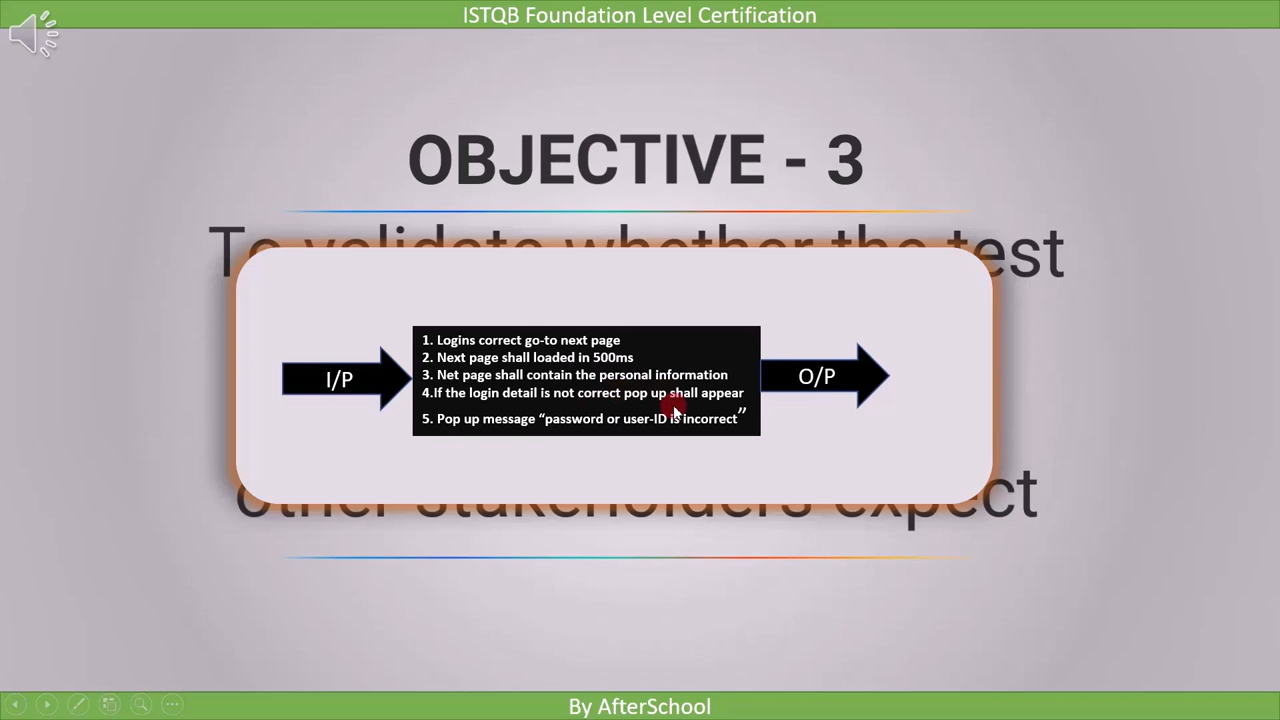 ISTQB Foundation Level Certification
OBJECTIVE - 3
To validate whether the test
I/P
1. Logins correct go-to next page
2. Next page shall loaded in 500ms
3. Net page shall contain the personal information
4.If the login detail is not correct pop up shall appear
5. Pop up message “password or user-ID is incorrect”
O/P
other stakeholders expect
By AfterSchool